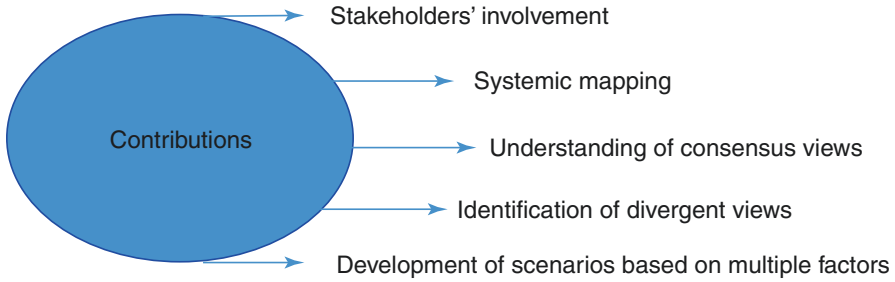 Stakeholders’ involvement
Systemic mapping
Contributions
Understanding of consensus views
Identification of divergent views
Development of scenarios based on multiple factors